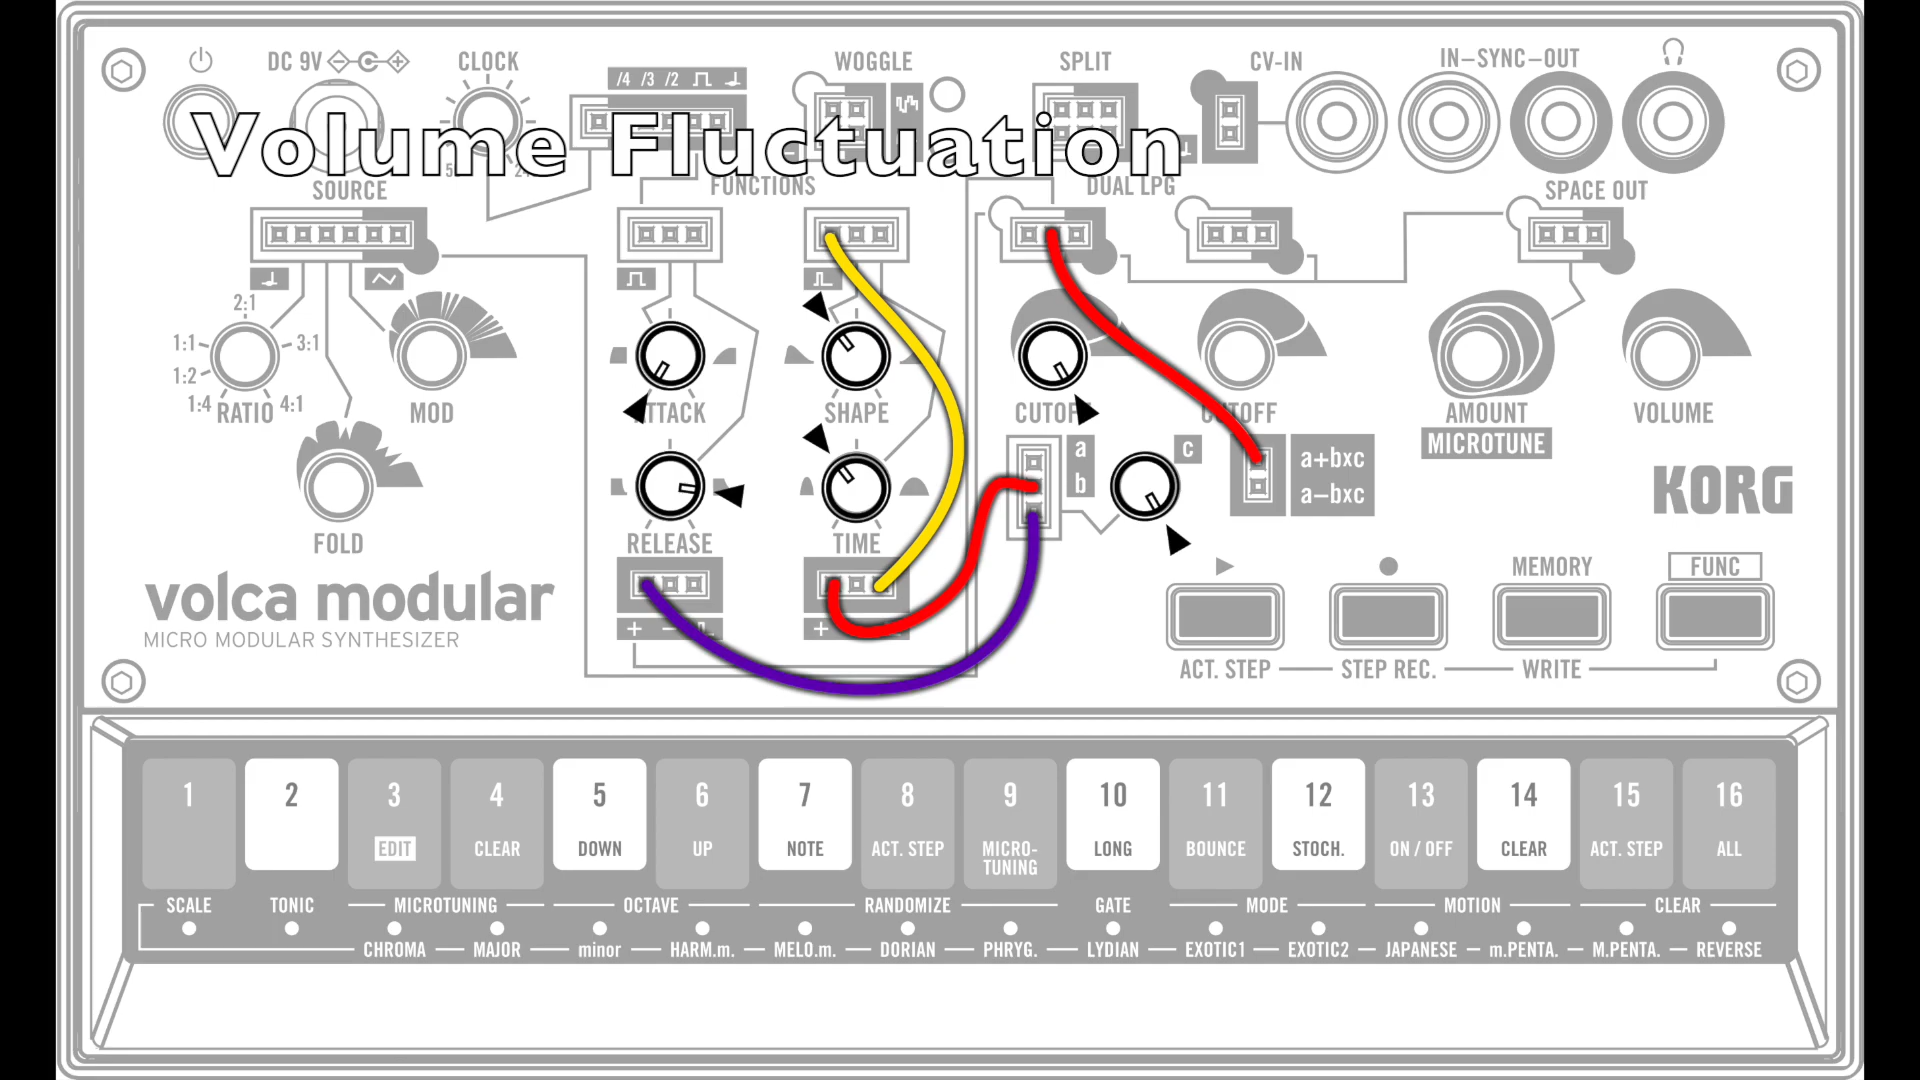 DC 9V
CLOCK
WOGGLE
SPLIT
CV-IN
IN–SYNC–OUT
/4 /3 /2
Volume Fluctuation
SOURCE
FUNCTIONS
DUAL LPG
SPACE OUT
2:1
1:1
3:1
1:2
1:4
RATIO
4:1
MOD
ATTACK
SHAPE
CUTOFF
CUTOFF
AMOUNT
VOLUME
MICROTUNE
a
b
c
a+bxc
a–bxc
KORG
FOLD
RELEASE
TIME
+ –
+
volca modular
MICRO MODULAR SYNTHESIZER
MEMORY
FUNC
ACT. STEP
STEP REC.
WRITE
1 2 3 4 5 6 7 8 9 10 11 12 13 14 15 16
EDIT CLEAR DOWN UP NOTE ACT. STEP MICRO-TUNING LONG BOUNCE STOCH. ON / OFF CLEAR ACT. STEP ALL
SCALE TONIC MICROTUNING OCTAVE RANDOMIZE GATE MODE MOTION CLEAR
CHROMA MAJOR minor HARM.m. MELO.m. DORIAN PHRYG. LYDIAN EXOTIC1 EXOTIC2 JAPANESE m.PENTA. M.PENTA. REVERSE